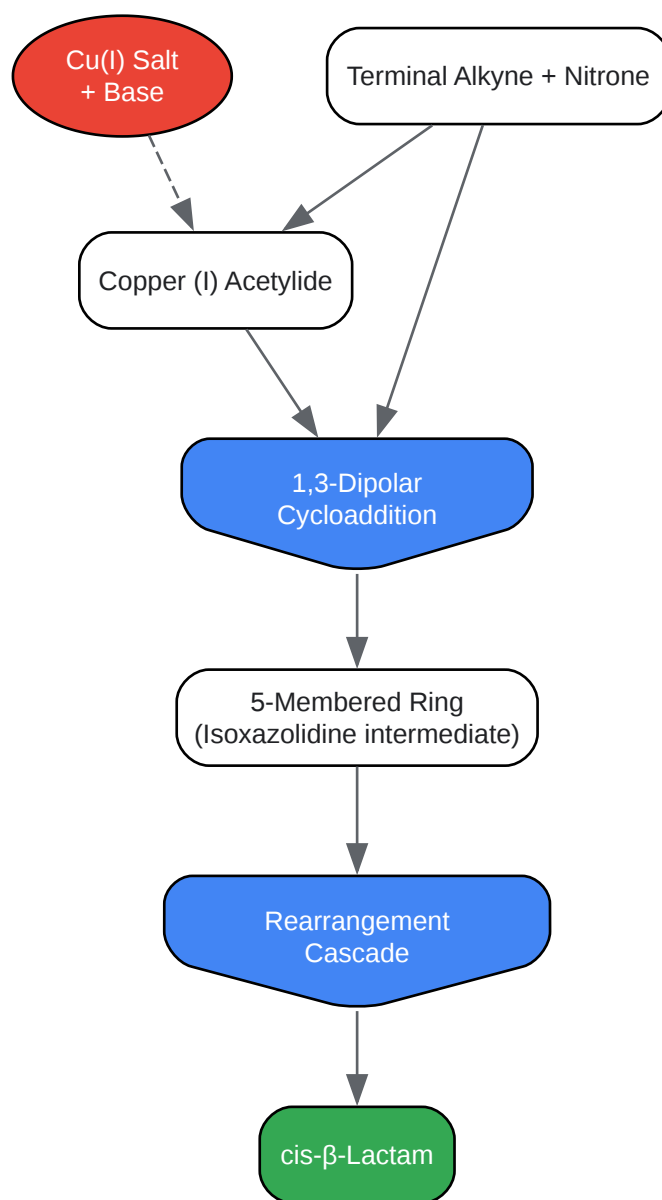 Cu(I) Salt
+ Base
Terminal Alkyne + Nitrone
Copper (I) Acetylide
1,3-Dipolar
Cycloaddition
5-Membered Ring
(Isoxazolidine intermediate)
Rearrangement
Cascade
cis-β-Lactam